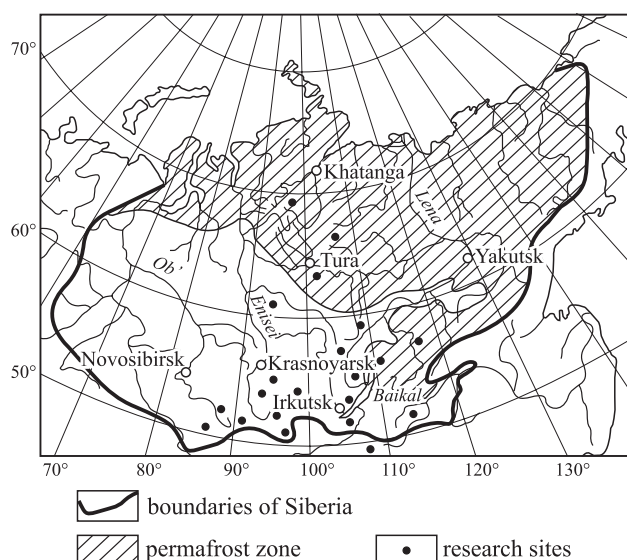 70°
Khatanga
Lena
60°
Tura
Yakutsk
Ob'
Enisei
Novosibirsk
Krasnoyarsk
50°
Irkutsk
Baikal
70° 80° 90° 100° 110° 120° 130°
boundaries of Siberia
permafrost zone
research sites